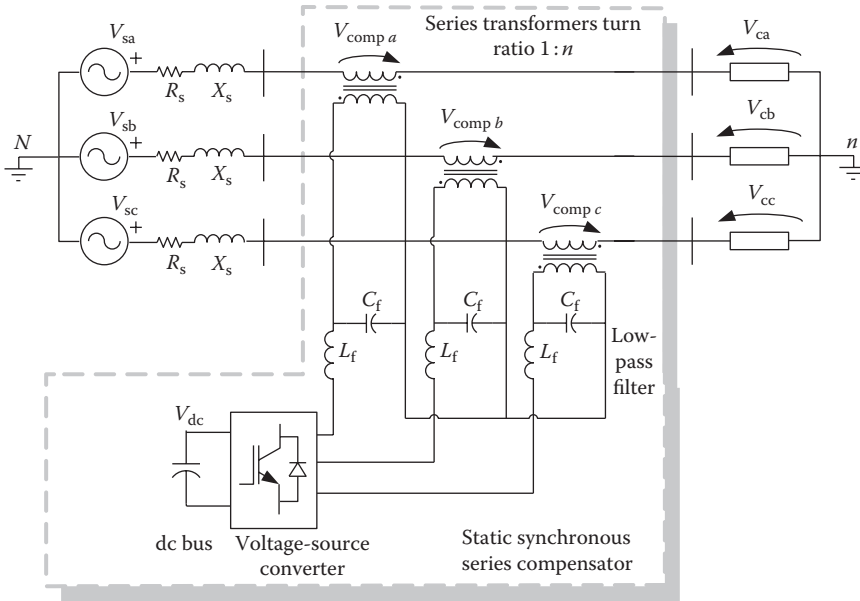 Series transformers turn
ratio 1 : n
V_sa
+
R_s
X_s
V_comp a
V_ca
N
V_sb
+
R_s
X_s
V_comp b
V_cb
n
V_sc
+
R_s
X_s
V_comp c
V_cc
C_f
C_f
C_f
L_f
L_f
L_f
Low-
pass
filter
V_dc
dc bus
Voltage-source
converter
Static synchronous
series compensator